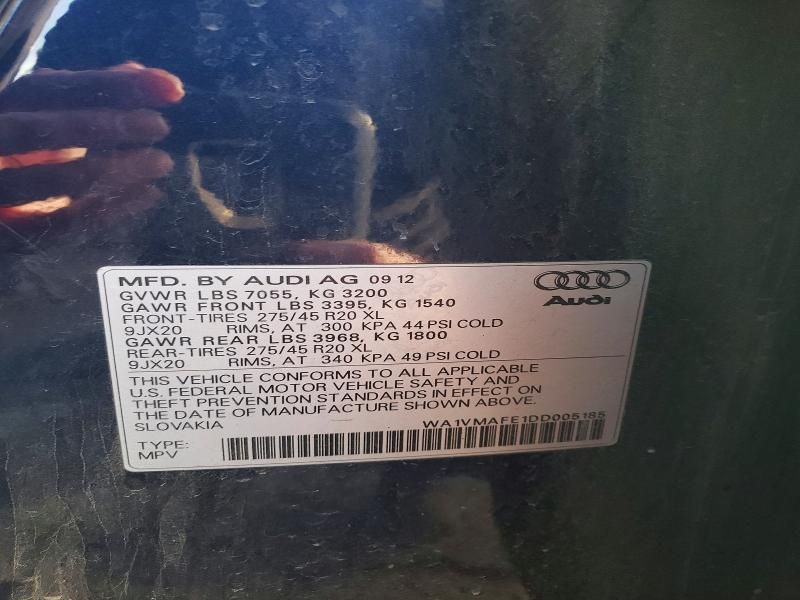 MFD. BY AUDI AG 09 12
GVWR LBS 7055, KG 3200
GAWR FRONT LBS 3395, KG 1540
FRONT-TIRES 275/45 R20 XL
9JX20 RIMS, AT 300 KPA 44 PSI COLD
GAWR REAR LBS 3968, KG 1800
REAR-TIRES 275/45 R20 XL
9JX20 RIMS, AT 340 KPA 49 PSI COLD
Audi
THIS VEHICLE CONFORMS TO ALL APPLICABLE
U.S. FEDERAL MOTOR VEHICLE SAFETY AND
THEFT PREVENTION STANDARDS IN EFFECT ON
THE DATE OF MANUFACTURE SHOWN ABOVE.
SLOVAKIA WA1VMAFE1DD005185
TYPE:
MPV